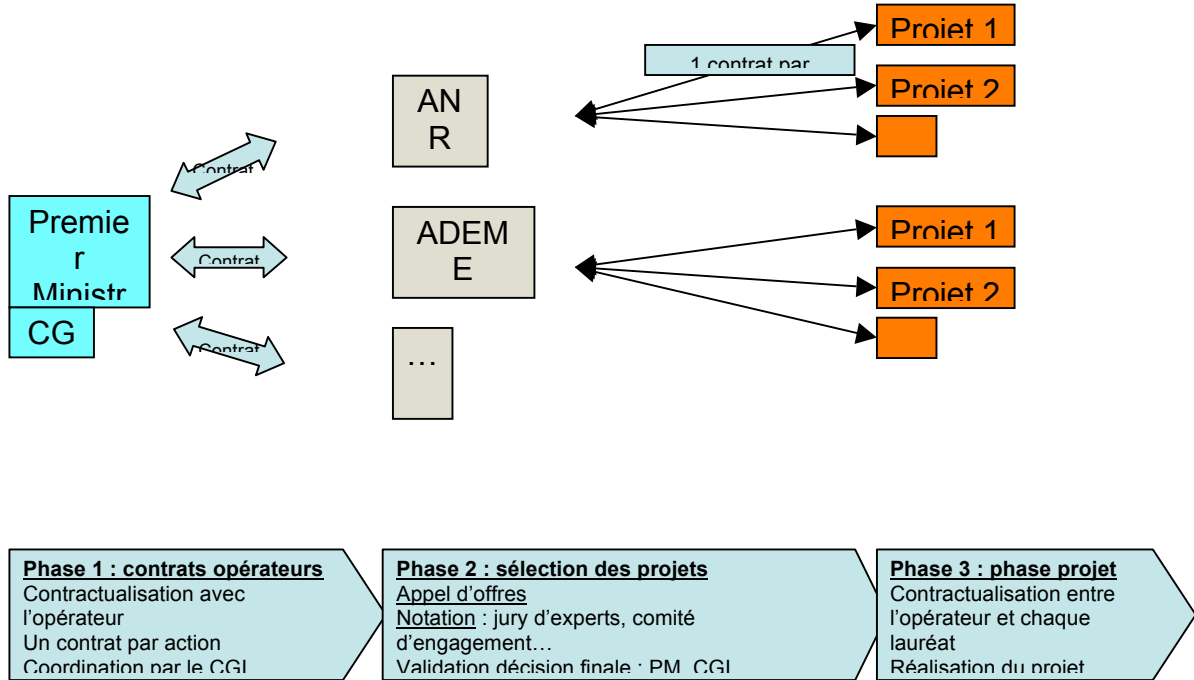 Projet 1
1 contrat par
Projet 2
AN
R
Contrat
Premie
r
Ministr
CG
Contrat
ADEM
E
Projet 1
Projet 2
Contrat
…
Phase 1 : contrats opérateurs
Contractualisation avec
l’opérateur
Un contrat par action
Coordination par le CGI
Phase 2 : sélection des projets
Appel d’offres
Notation : jury d’experts, comité
d’engagement…
Validation décision finale : PM, CGI
Phase 3 : phase projet
Contractualisation entre
l’opérateur et chaque
lauréat
Réalisation du projet